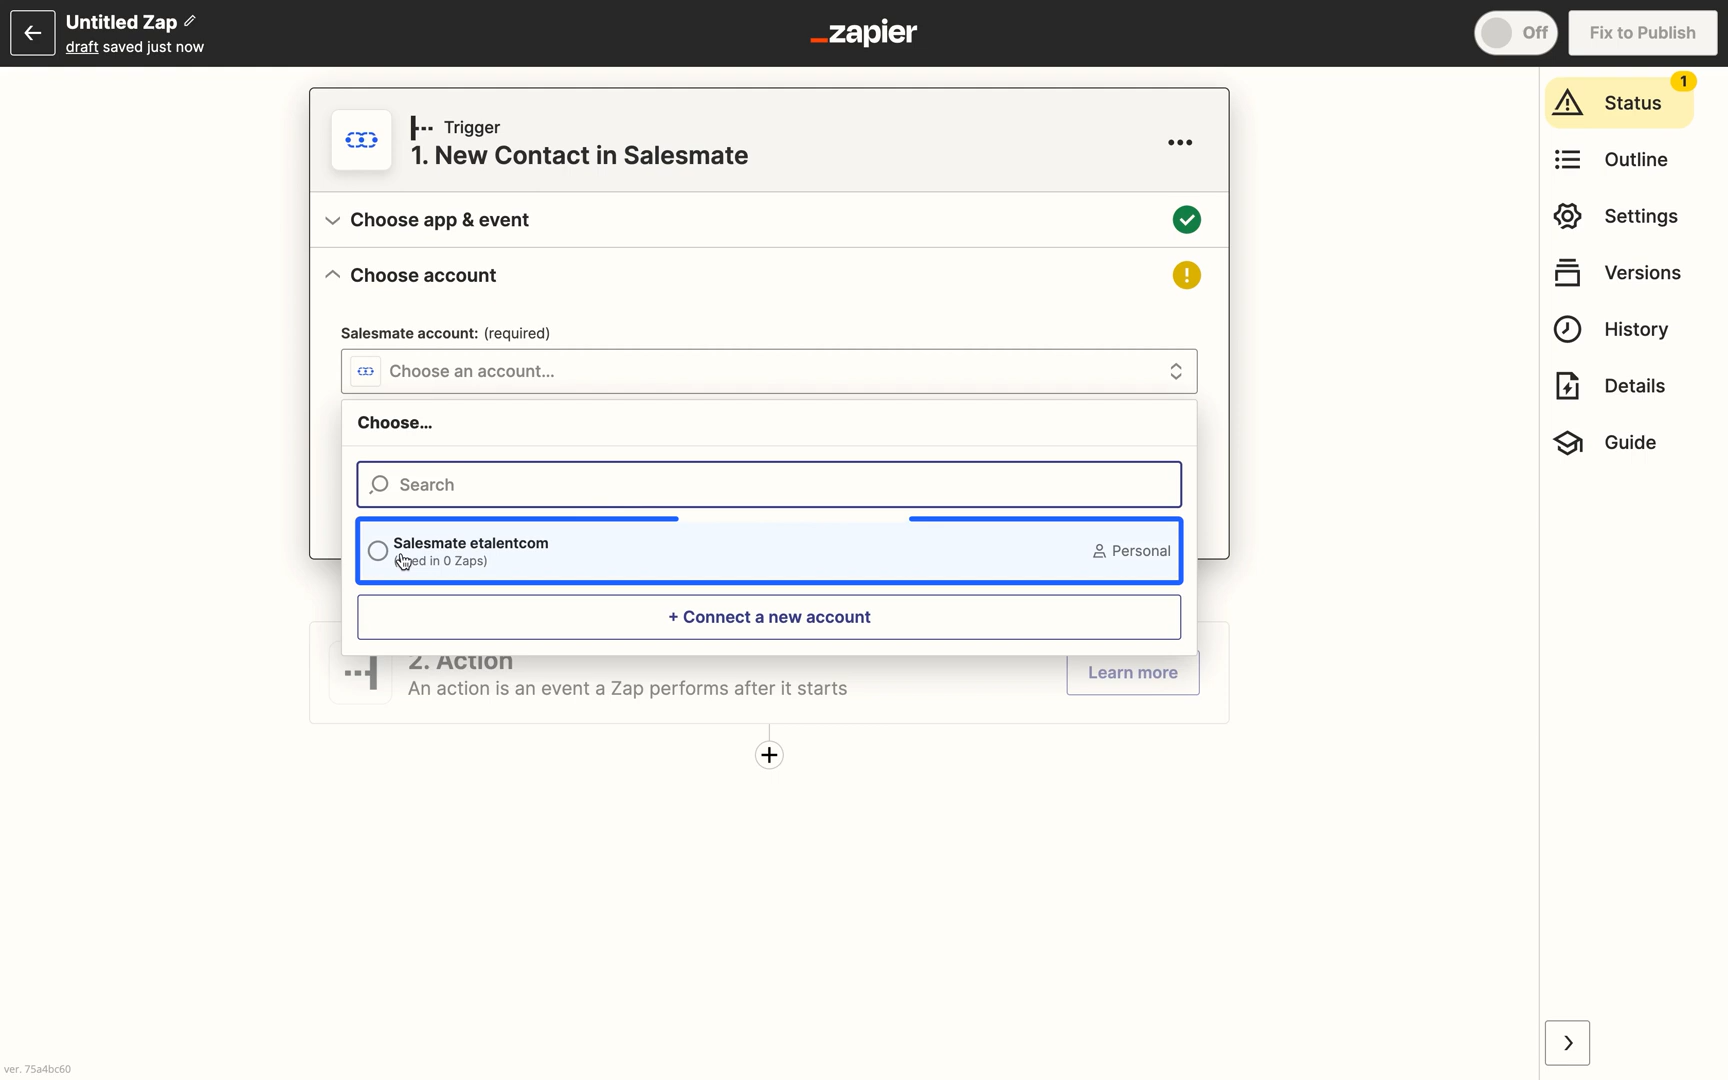 Untitled Zap
draft saved just now
zapier
Off
Fix to Publish
1
Status
Outline
Settings
Versions
History
Details
Guide
Trigger
1. New Contact in Salesmate
Choose app & event
Choose account
Salesmate account: (required)
Choose an account...
Choose...
Search
Salesmate etalentcom
in 0 Zaps)
Personal
+ Connect a new account
2. Action
An action is an event a Zap performs after it starts
Learn more
ver. 75a4bc60